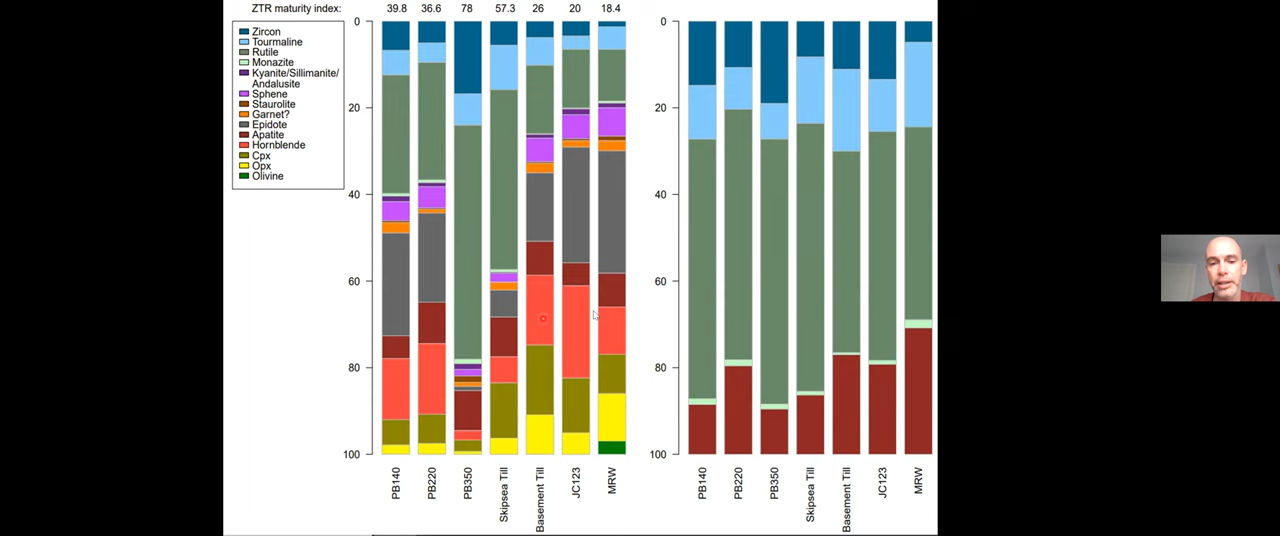 ZTR maturity index: 39.8 36.6 78 57.3 26 20 18.4
Zircon
Tourmaline
Rutile
Monazite
Kyanite/Sillimanite/
Andalusite
Sphene
Staurolite
Garnet?
Epidote
Apatite
Hornblende
Cpx
Opx
Olivine
0
20
40
60
80
100
PB140
PB220
PB350
Skipsea Till
Basement Till
JC123
MRW
0
20
40
60
80
100
PB140
PB220
PB350
Skipsea Till
Basement Till
JC123
MRW